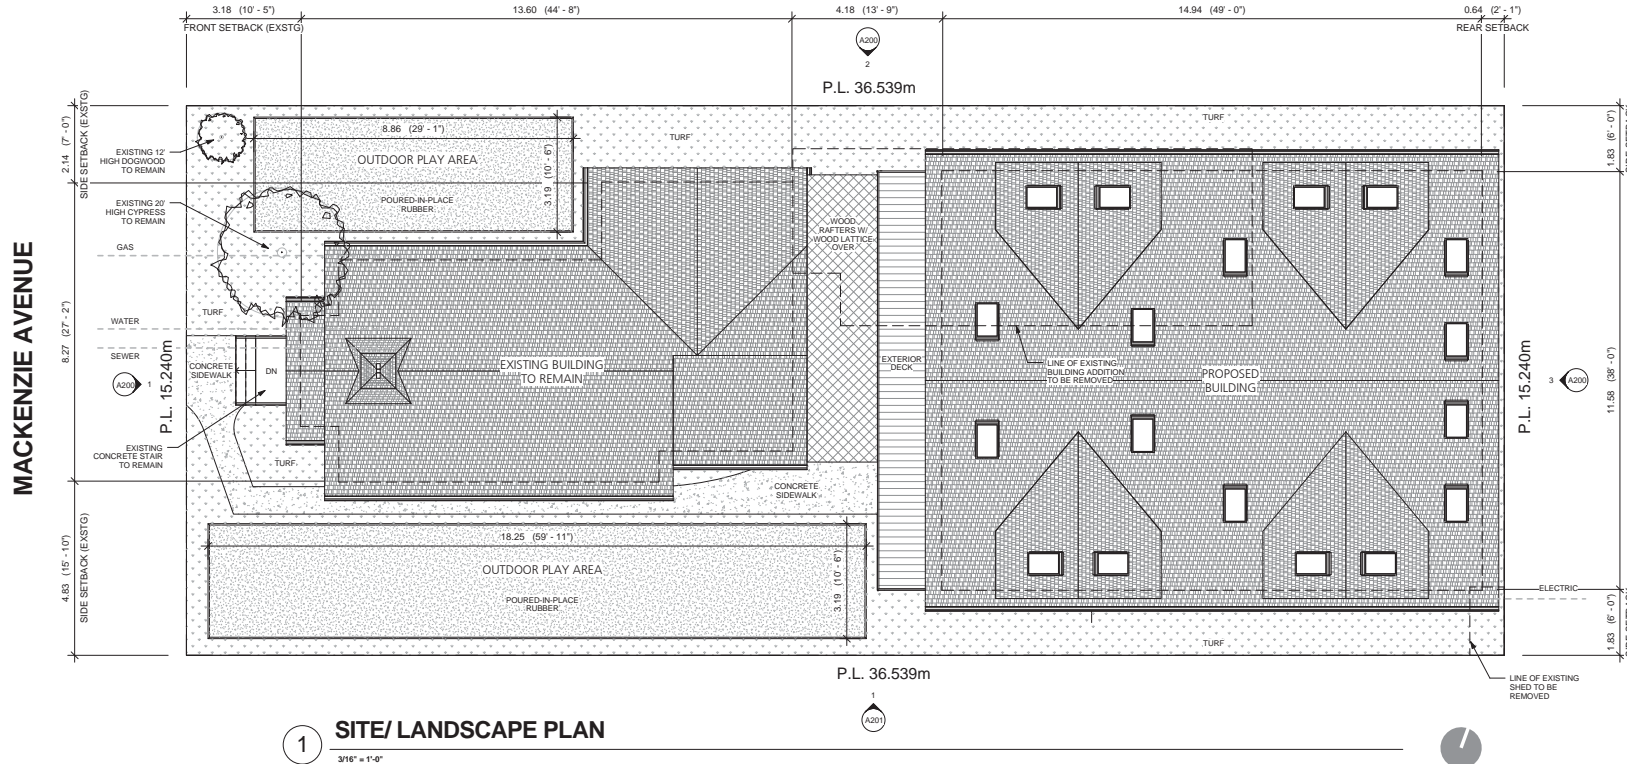 3.18 (10' - 5")
13.60 (44' - 8")
4.18 (13' - 9")
14.94 (49' - 0")
0.64 (2' - 1")
FRONT SETBACK (EXSTG)
REAR SETBACK
A200
2
P.L. 36.539m
2.14 (7' - 0")
SIDE SETBACK (EXSTG)
EXISTING 12'
HIGH DOGWOOD
TO REMAIN
8.86 (29' - 1")
OUTDOOR PLAY AREA
3.19 (10' - 6")
POURED-IN-PLACE
RUBBER
TURF
TURF
1.83 (6' - 0")
EXISTING 20'
HIGH CYPRESS
TO REMAIN
GAS
WOOD
RAFTERS W/
WOOD LATTICE
OVER
MACKENZIE AVENUE
8.27 (27' - 2")
TURF
WATER
SEWER
A200
1
P.L. 15.240m
CONCRETE
SIDEWALK
DN
EXISTING BUILDING
TO REMAIN
EXTERIOR
DECK
LINE OF EXISTING
BUILDING ADDITION
TO BE REMOVED
PROPOSED
BUILDING
P.L. 15.240m
3
A200
11.58 (38' - 0")
EXISTING
CONCRETE STAIR
TO REMAIN
TURF
CONCRETE
SIDEWALK
4.83 (15' - 10")
SIDE SETBACK (EXSTG)
18.25 (59' - 11")
OUTDOOR PLAY AREA
3.19 (10' - 6")
POURED-IN-PLACE
RUBBER
ELECTRIC
1.83 (6' - 0")
TURF
P.L. 36.539m
LINE OF EXISTING
SHED TO BE
REMOVED
1
A201
1
SITE/ LANDSCAPE PLAN
3/16" = 1'-0"